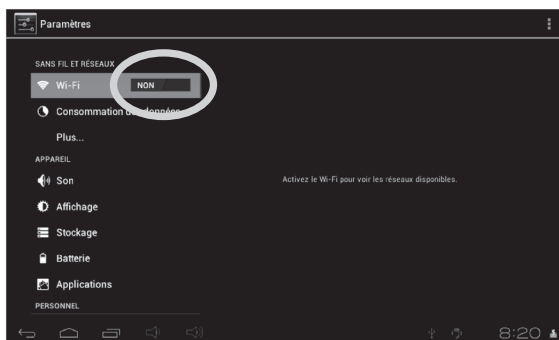 Paramètres
SANS FIL ET RÉSEAUX
Wi-Fi NON
Consommation des données
Plus...
APPAREIL
Son
Activez le Wi-Fi pour voir les réseaux disponibles.
Affichage
Stockage
Batterie
Applications
PERSONNEL
8:20